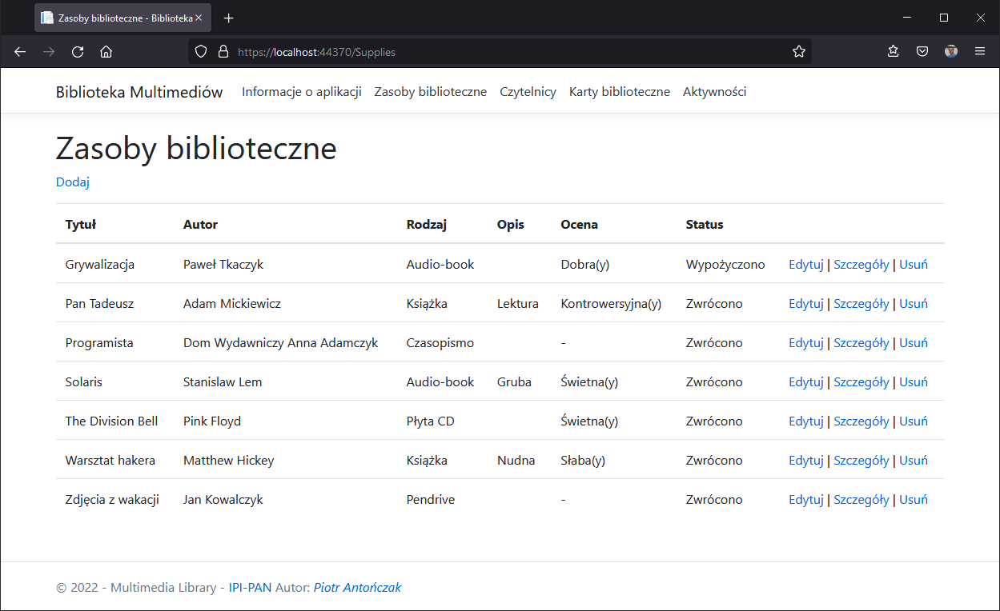 Zasoby biblioteczne - Biblioteka
https://localhost:44370/Supplies
Biblioteka Multimediów Informacje o aplikacji Zasoby biblioteczne Czytelnicy Karty biblioteczne Aktywności
Zasoby biblioteczne
Dodaj
Tytuł Autor Rodzaj Opis Ocena Status
Grywalizacja Paweł Tkaczyk Audio-book Dobra(y) Wypożyczono Edytuj | Szczegóły | Usuń
Pan Tadeusz Adam Mickiewicz Książka Lektura Kontrowersyjna(y) Zwrócono Edytuj | Szczegóły | Usuń
Programista Dom Wydawniczy Anna Adamczyk Czasopismo - Zwrócono Edytuj | Szczegóły | Usuń
Solaris Stanislaw Lem Audio-book Gruba Świetna(y) Zwrócono Edytuj | Szczegóły | Usuń
The Division Bell Pink Floyd Płyta CD Świetna(y) Zwrócono Edytuj | Szczegóły | Usuń
Warsztat hakera Matthew Hickey Książka Nudna Słaba(y) Zwrócono Edytuj | Szczegóły | Usuń
Zdjęcia z wakacji Jan Kowalczyk Pendrive - Zwrócono Edytuj | Szczegóły | Usuń
© 2022 - Multimedia Library - IPI-PAN Autor: Piotr Antończak